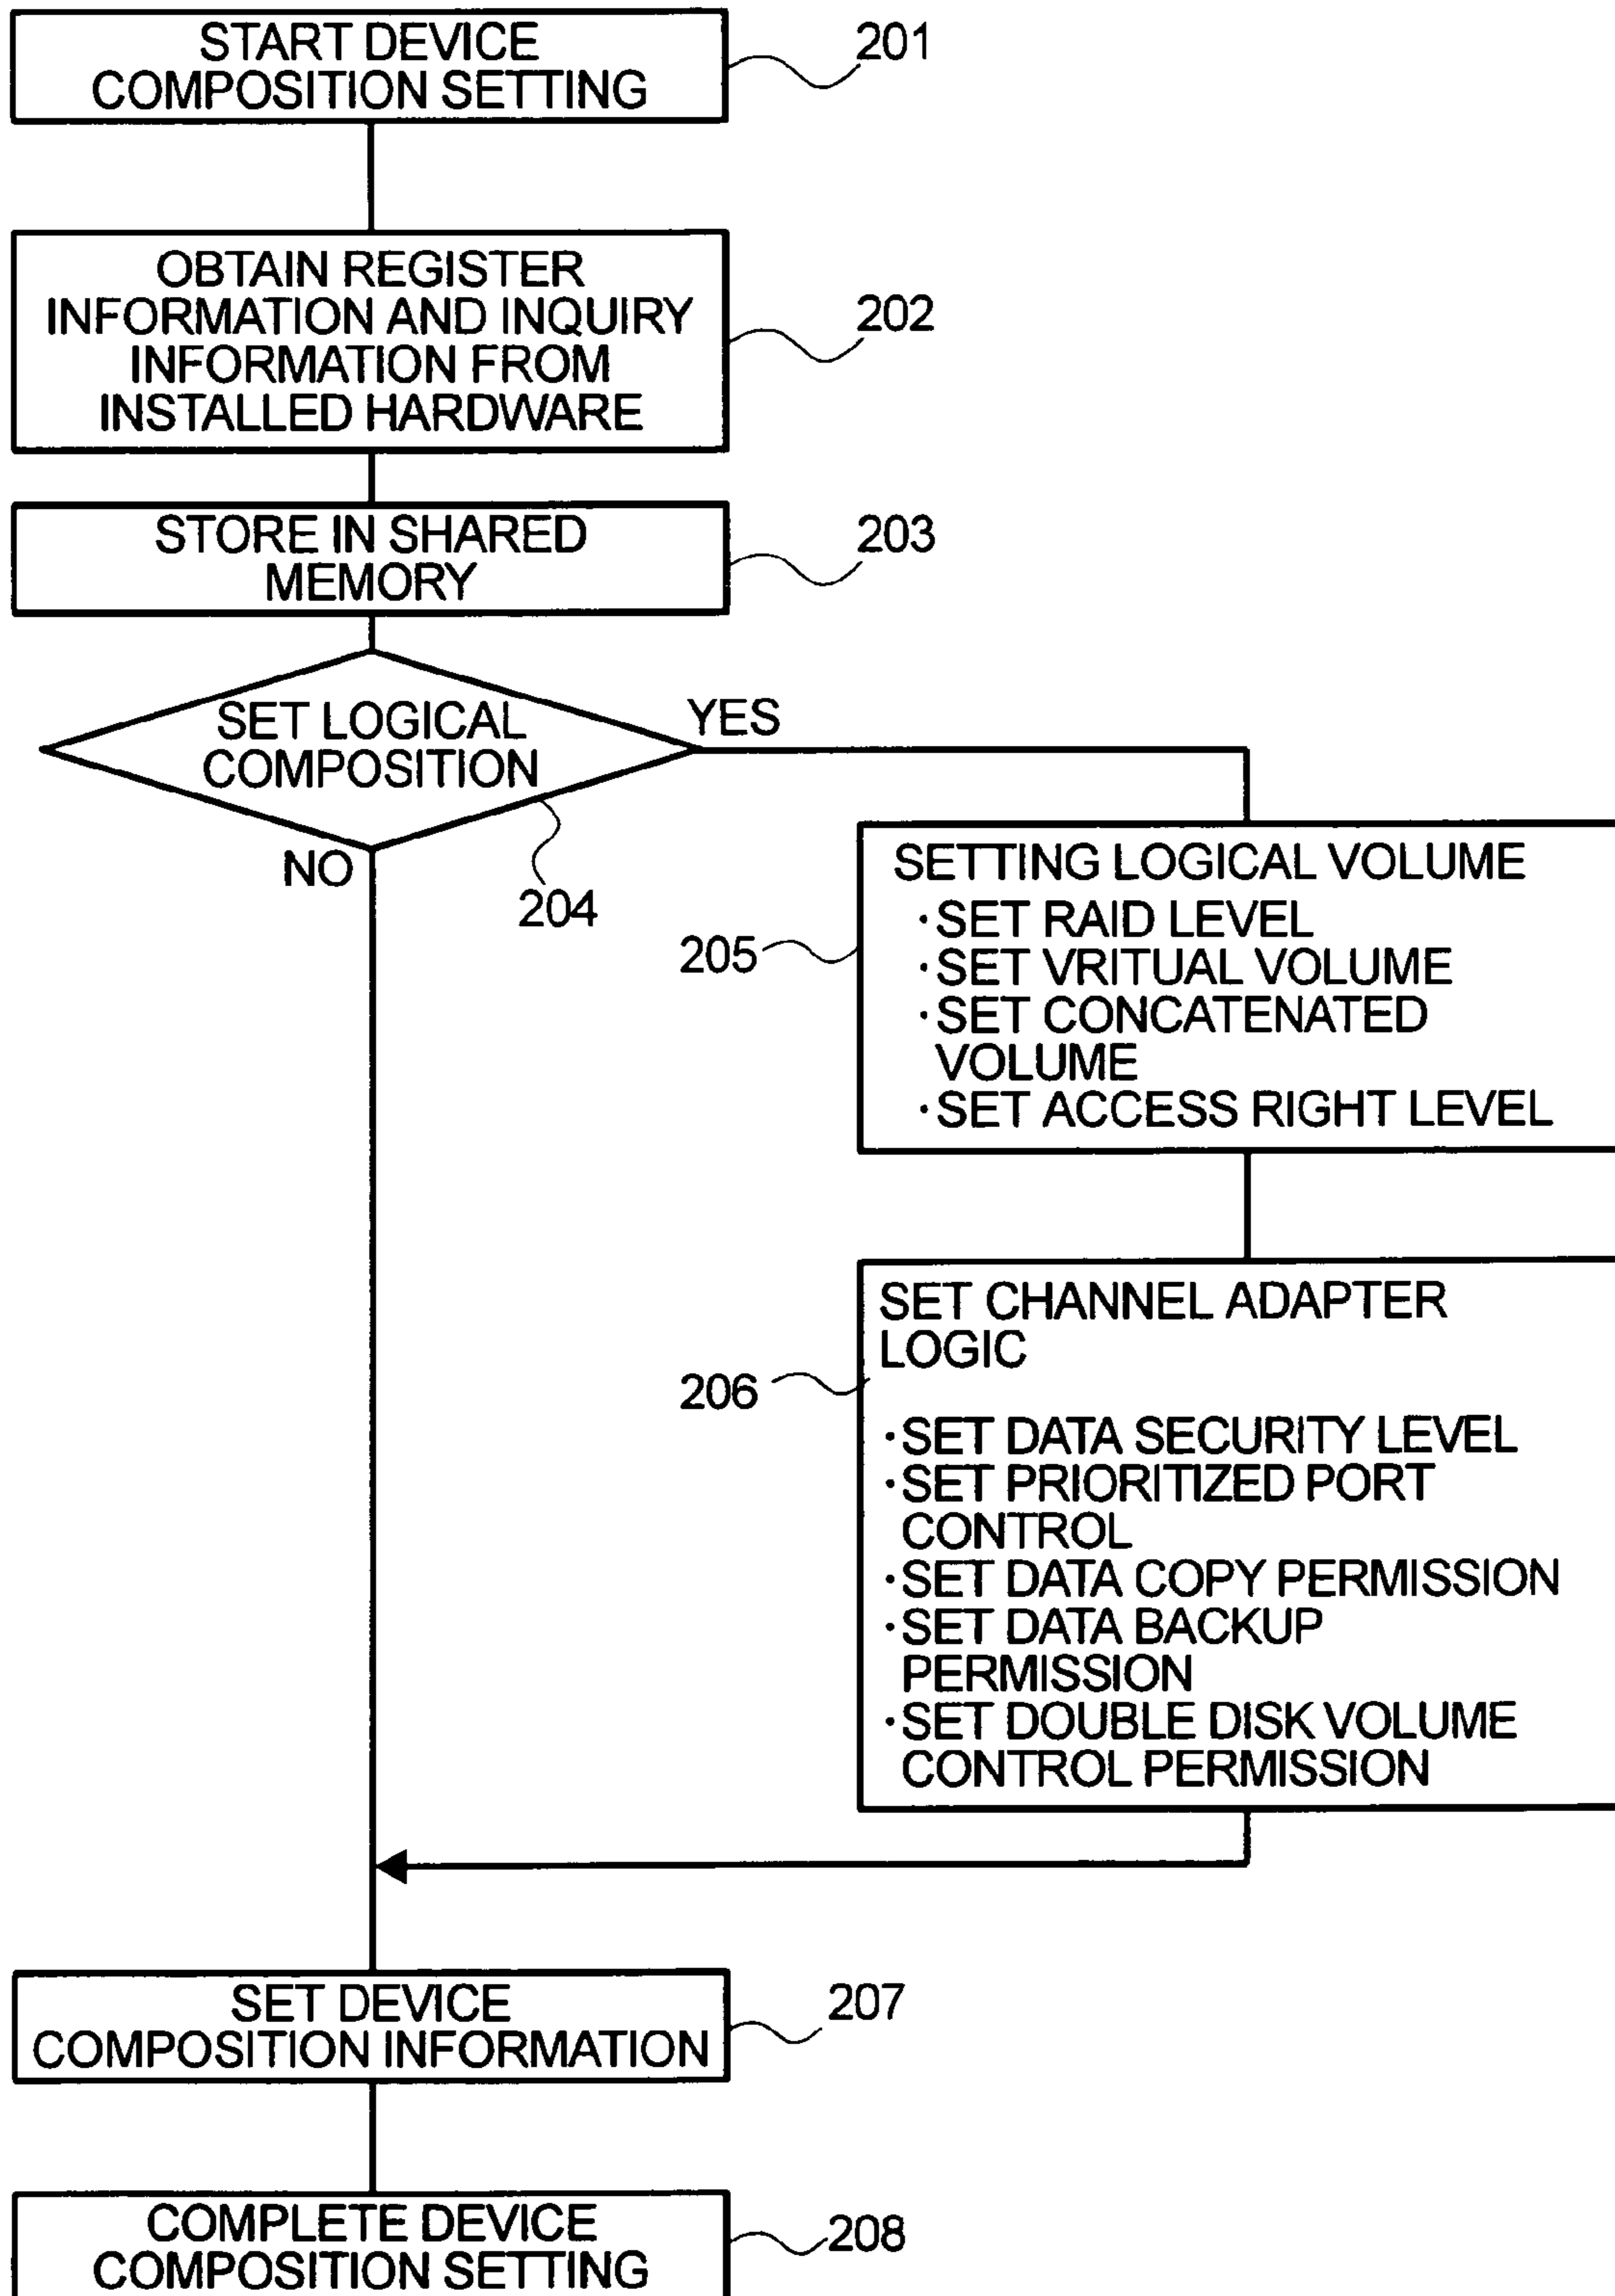 START DEVICE
COMPOSITION SETTING
201
OBTAIN REGISTER
INFORMATION AND INQUIRY
INFORMATION FROM
INSTALLED HARDWARE
202
STORE IN SHARED
MEMORY
203
SET LOGICAL
COMPOSITION
YES
NO
204
SETTING LOGICAL VOLUME
·SET RAID LEVEL
·SET VRITUAL VOLUME
·SET CONCATENATED
VOLUME
·SET ACCESS RIGHT LEVEL
205
SET CHANNEL ADAPTER
LOGIC
206
·SET DATA SECURITY LEVEL
·SET PRIORITIZED PORT
CONTROL
·SET DATA COPY PERMISSION
·SET DATA BACKUP
PERMISSION
·SET DOUBLE DISK VOLUME
CONTROL PERMISSION
SET DEVICE
COMPOSITION INFORMATION
207
COMPLETE DEVICE
COMPOSITION SETTING
208